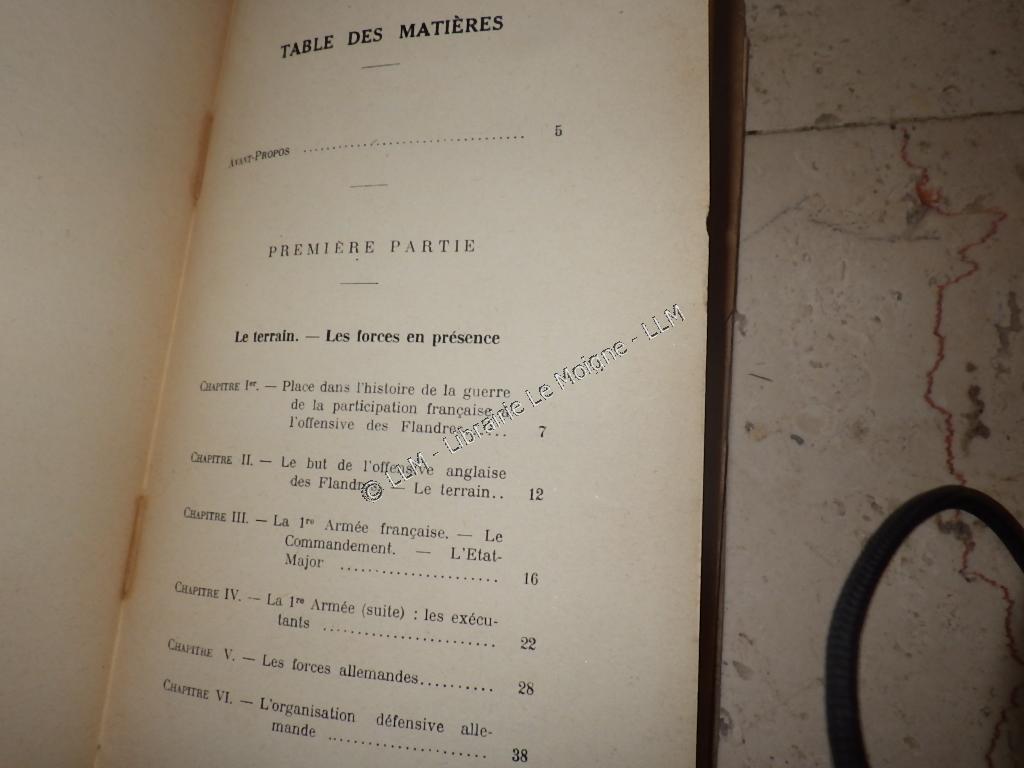 TABLE DES MATIÈRES
AVANT-PROPOS .................................. 5
PREMIÈRE PARTIE
Le terrain. — Les forces en présence
CHAPITRE Ier. — Place dans l'histoire de la guerre
de la participation française à
l'offensive des Flandres ..... 7
CHAPITRE II. — Le but de l'offensive anglaise
des Flandres. — Le terrain.. 12
CHAPITRE III. — La 1re Armée française. — Le
Commandement. — L'Etat-
Major ....................... 16
CHAPITRE IV. — La 1re Armée (suite) : les exécu-
tants ......................... 22
CHAPITRE V. — Les forces allemandes.......... 28
CHAPITRE VI. — L'organisation défensive alle-
mande ....................... 38
© LLM - Librairie Le Moigne - LLM